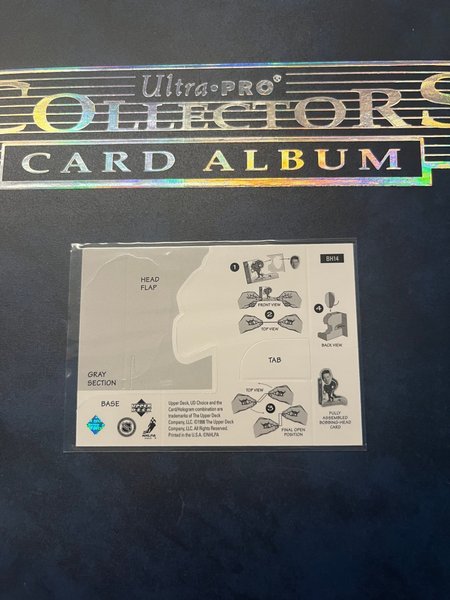 Ultra•PRO®
COLLECTORS
CARD ALBUM
HEAD
FLAP
GRAY
SECTION
BASE
Upper Deck, UD Choice and the
Card/Hologram combination are
trademarks of The Upper Deck
Company, LLC. ©1998 The Upper Deck
Company, LLC. All Rights Reserved.
Printed in the U.S.A. ©NHLPA
1
BH14
FRONT VIEW
2
TOP VIEW
4
BACK VIEW
TAB
TOP VIEW
3
FINAL OPEN
POSITION
FULLY
ASSEMBLED
BOBBING-HEAD
CARD